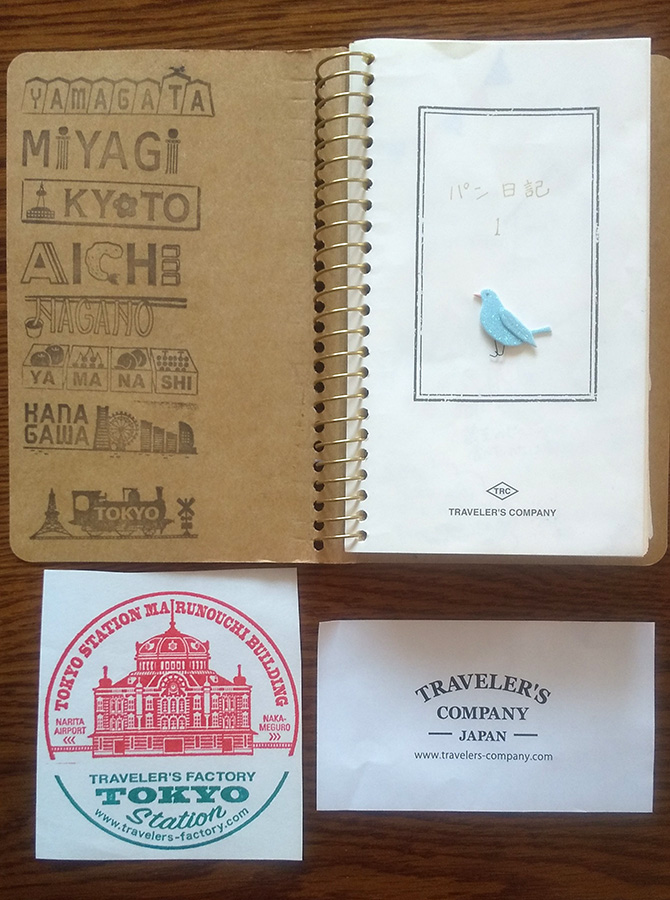 YAMAGATA
MiYAGi
KYOTO
AICHI
NAGANO
YA MA NA SHI
KANA
GAWA
TOKYO
パン日記
1
TRC
TRAVELER'S COMPANY
TOKYO STATION MARUNOUCHI BUILDING
NARITA
AIRPORT
<<<
NAKA-
MEGURO
>>>
TRAVELER'S FACTORY
TOKYO
Station
www.travelers-factory.com
TRAVELER'S
COMPANY
JAPAN
www.travelers-company.com